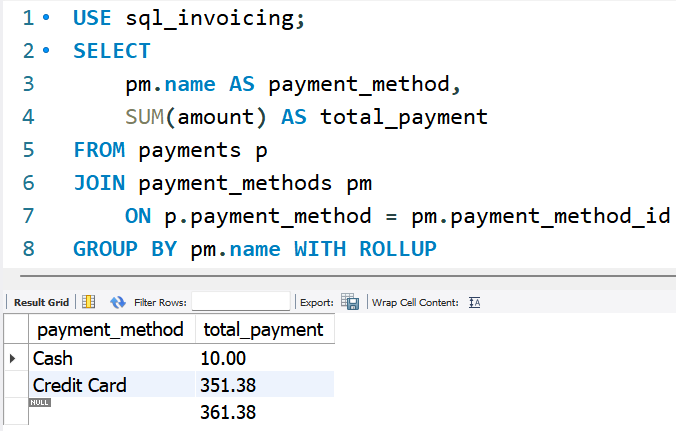 1 USE sql_invoicing;
2 SELECT
3 pm.name AS payment_method,
4 SUM(amount) AS total_payment
5 FROM payments p
6 JOIN payment_methods pm
7 ON p.payment_method = pm.payment_method_id
8 GROUP BY pm.name WITH ROLLUP
Result Grid Filter Rows: Export: Wrap Cell Content: IA
payment_method total_payment
Cash 10.00
Credit Card 351.38
NULL 361.38